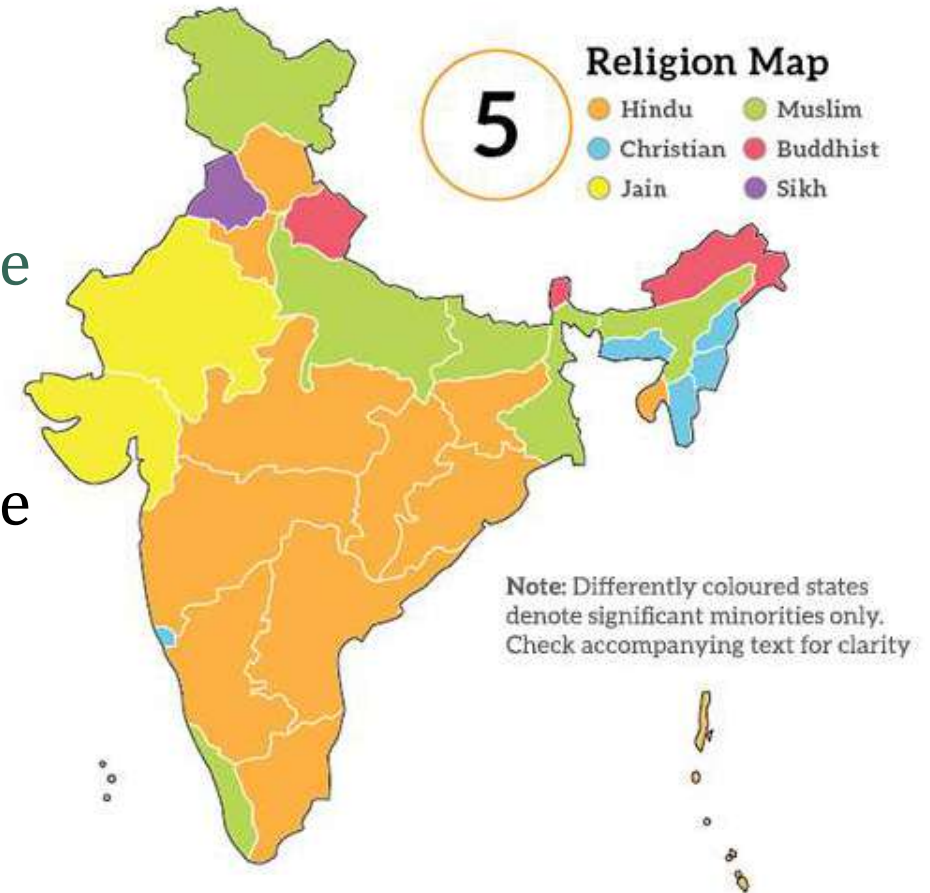 5
Religion Map
Hindu
Muslim
Christian
Buddhist
Jain
Sikh
e
e
Note: Differently coloured states
denote significant minorities only.
Check accompanying text for clarity